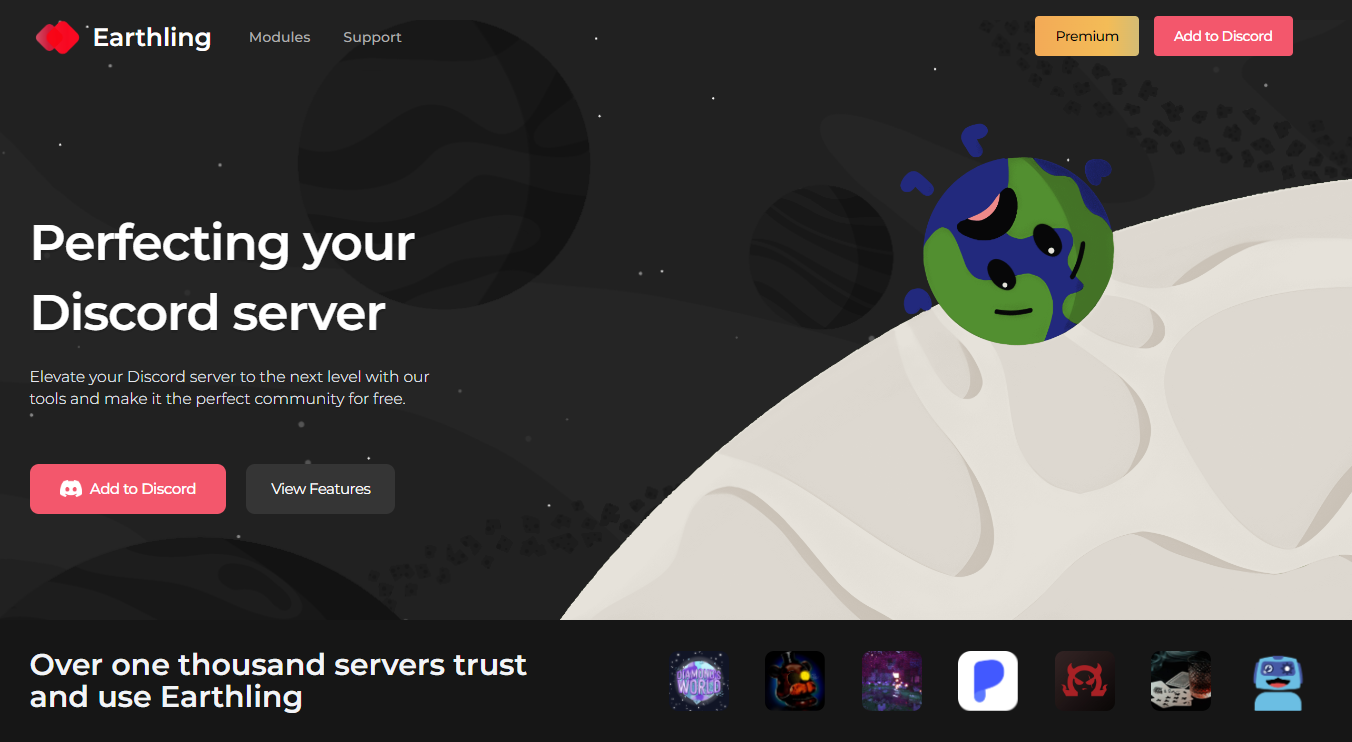 Earthling
Modules
Support
Premium
Add to Discord
Perfecting your
Discord server
Elevate your Discord server to the next level with our
tools and make it the perfect community for free.
Add to Discord
View Features
Over one thousand servers trust
and use Earthling
DIAMOND'S
WORLD